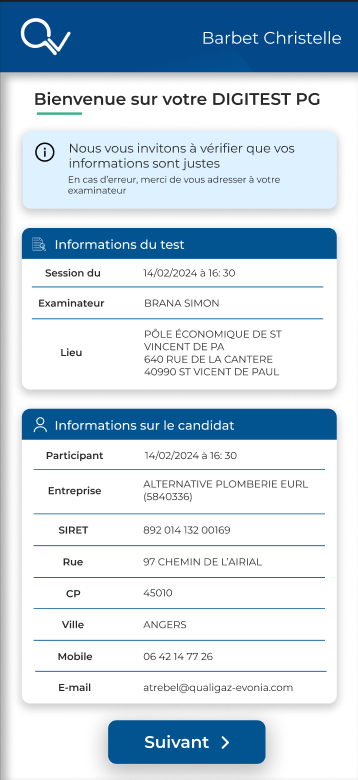 Barbet Christelle
Bienvenue sur votre DIGITEST PG
Nous vous invitons à vérifier que vos
informations sont justes
En cas d'erreur, merci de vous adresser à votre
examinateur
Informations du test
Session du 14/02/2024 à 16: 30
Examinateur BRANA SIMON
Lieu PÔLE ÉCONOMIQUE DE ST
VINCENT DE PA
640 RUE DE LA CANTERE
40990 ST VICENT DE PAUL
Informations sur le candidat
Participant 14/02/2024 à 16: 30
Entreprise ALTERNATIVE PLOMBERIE EURL
(5840336)
SIRET 892 014 132 00169
Rue 97 CHEMIN DE L'AIRIAL
CP 45010
Ville ANGERS
Mobile 06 42 14 77 26
E-mail atrebel@qualigaz-evonia.com
Suivant